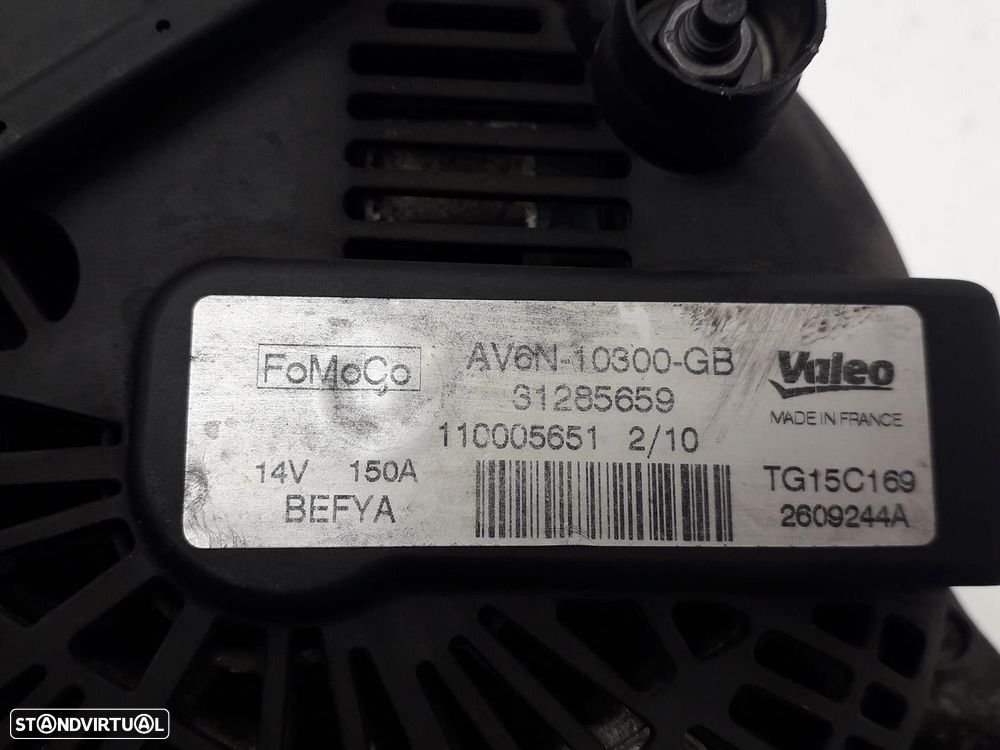 FoMoCo
AV6N-10300-GB
31285659
110005651 2/10
Valeo
MADE IN FRANCE
14V 150A
BEFYA
TG15C169
2609244A
STANDVIRTUAL